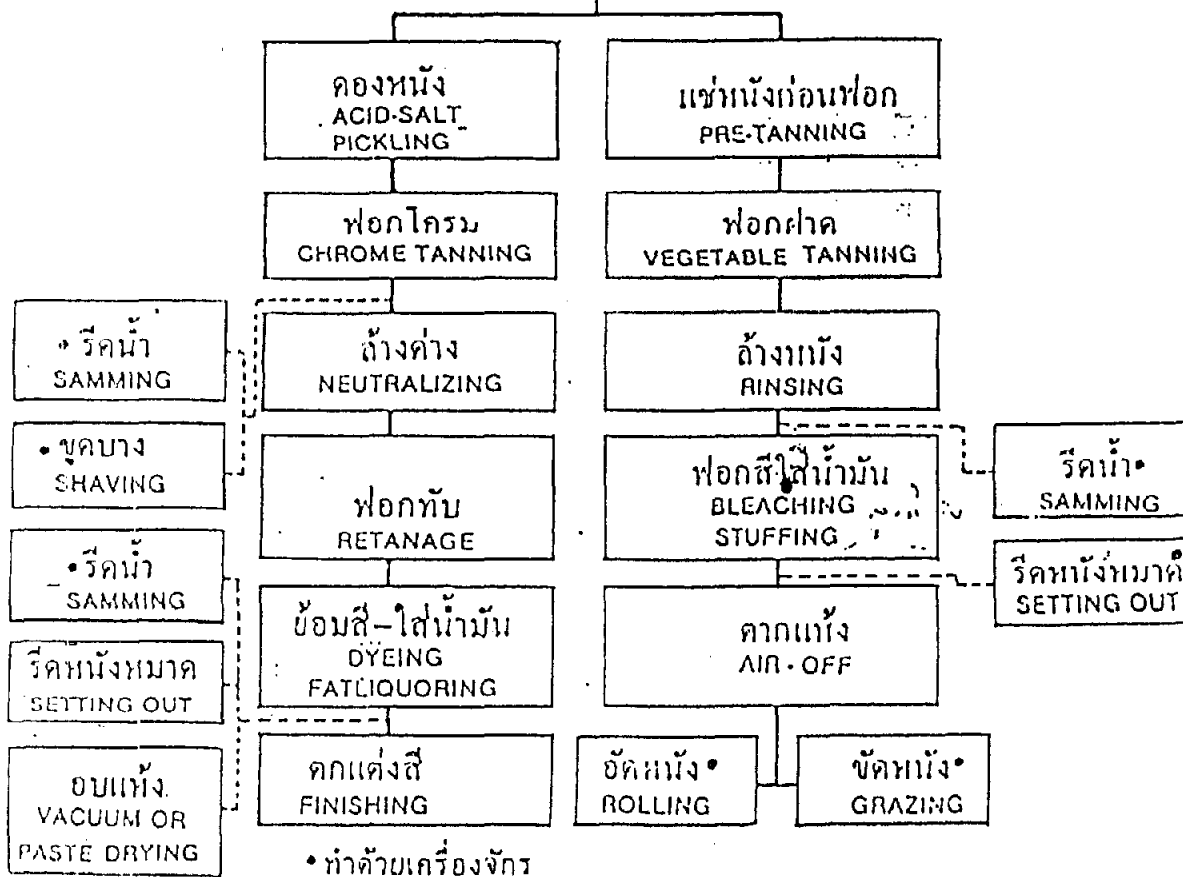 ดองหนัง
ACID-SALT
PICKLING
แช่หนังก่อนฟอก
PRE-TANNING
ฟอกโครม
CHROME TANNING
ฟอกฝาด
VEGETABLE TANNING
• รีดน้ำ
SAMMING
ล้างด่าง
NEUTRALIZING
ล้างหนัง
RINSING
• ขูดบาง
SHAVING
ฟอกทับ
RETANAGE
ฟอกสีใส่น้ำมัน
BLEACHING
STUFFING
รีดน้ำ•
SAMMING
• รีดน้ำ
SAMMING
ย้อมสี-ใส่น้ำมัน
DYEING
FATLIQUORING
ตากแห้ง
AIR-OFF
รีดหนังหมาด•
SETTING OUT
รีดหนังหมาด
SETTING OUT
อบแห้ง
VACUUM OR
PASTE DRYING
ตกแต่งสี
FINISHING
อัดหนัง•
ROLLING
ขัดหนัง•
GRAZING
• ทำด้วยเครื่องจักร